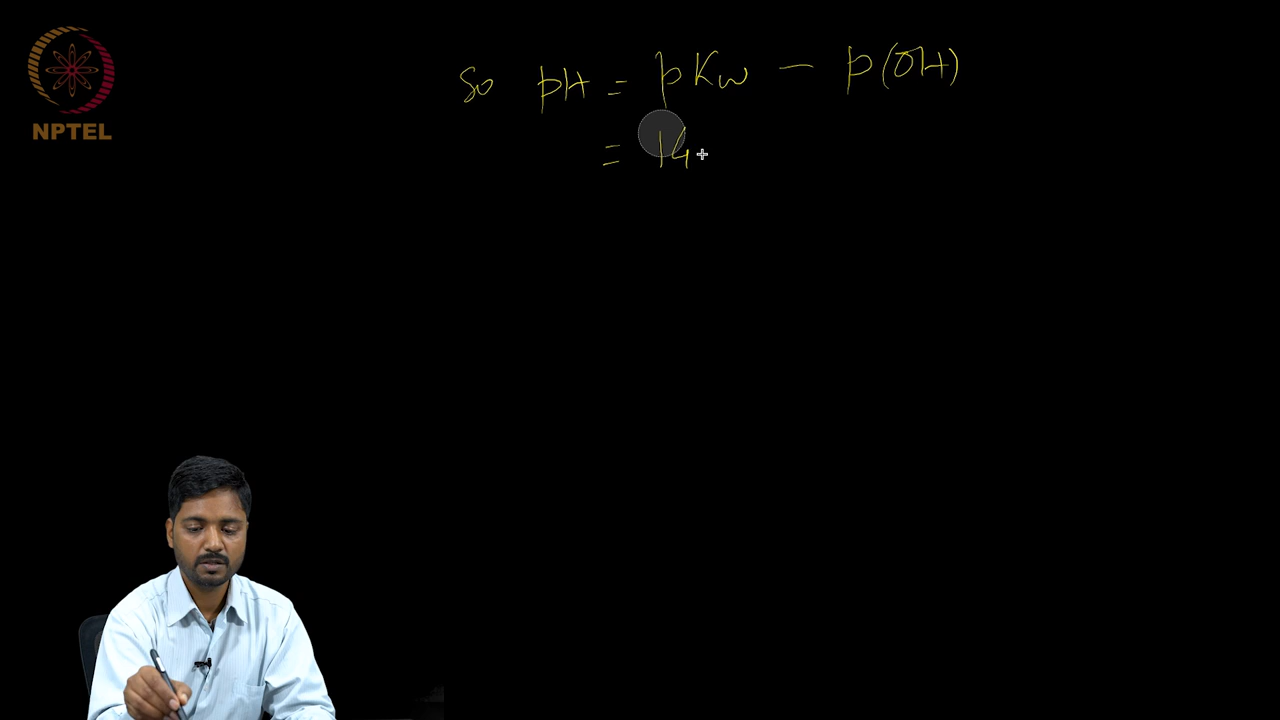 NPTEL
So pH = pKw - p(OH)
= 14